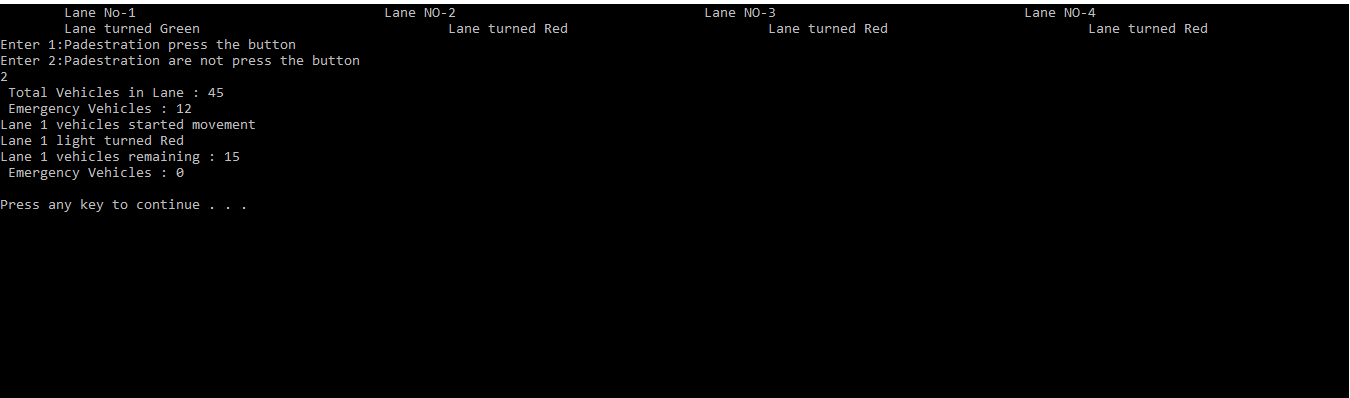 Lane No-1 Lane NO-2 Lane NO-3 Lane NO-4
Lane turned Green Lane turned Red Lane turned Red Lane turned Red
Enter 1:Padestration press the button
Enter 2:Padestration are not press the button
2
Total Vehicles in Lane : 45
Emergency Vehicles : 12
Lane 1 vehicles started movement
Lane 1 light turned Red
Lane 1 vehicles remaining : 15
Emergency Vehicles : 0
Press any key to continue . . .